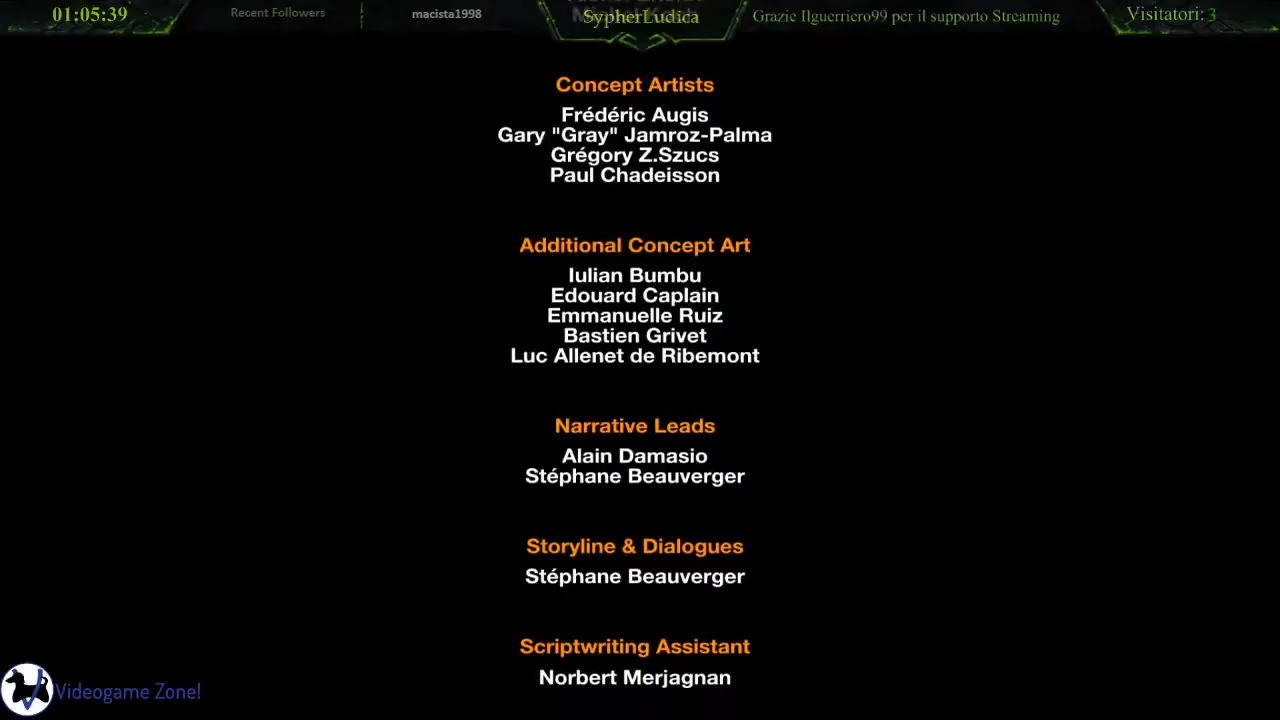 01:05:39
Recent Followers
macista1998
SypherLudica
Grazie Ilguerriero99 per il supporto Streaming
Visitatori: 3
Concept Artists
Frédéric Augis
Gary "Gray" Jamroz-Palma
Grégory Z.Szucs
Paul Chadeisson
Additional Concept Art
Iulian Bumbu
Edouard Caplain
Emmanuelle Ruiz
Bastien Grivet
Luc Allenet de Ribemont
Narrative Leads
Alain Damasio
Stéphane Beauverger
Storyline & Dialogues
Stéphane Beauverger
Scriptwriting Assistant
Norbert Merjagnan
Videogame Zone!